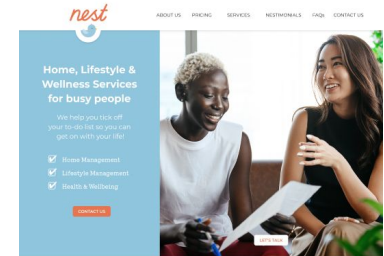 nest
ABOUT US PRICING SERVICES NESTIMONIALS FAQs CONTACT US
Home, Lifestyle &
Wellness Services
for busy people
We help you tick off
your to-do list so you can
get on with your life!
Home Management
Lifestyle Management
Health & Wellbeing
CONTACT US
LET'S TALK